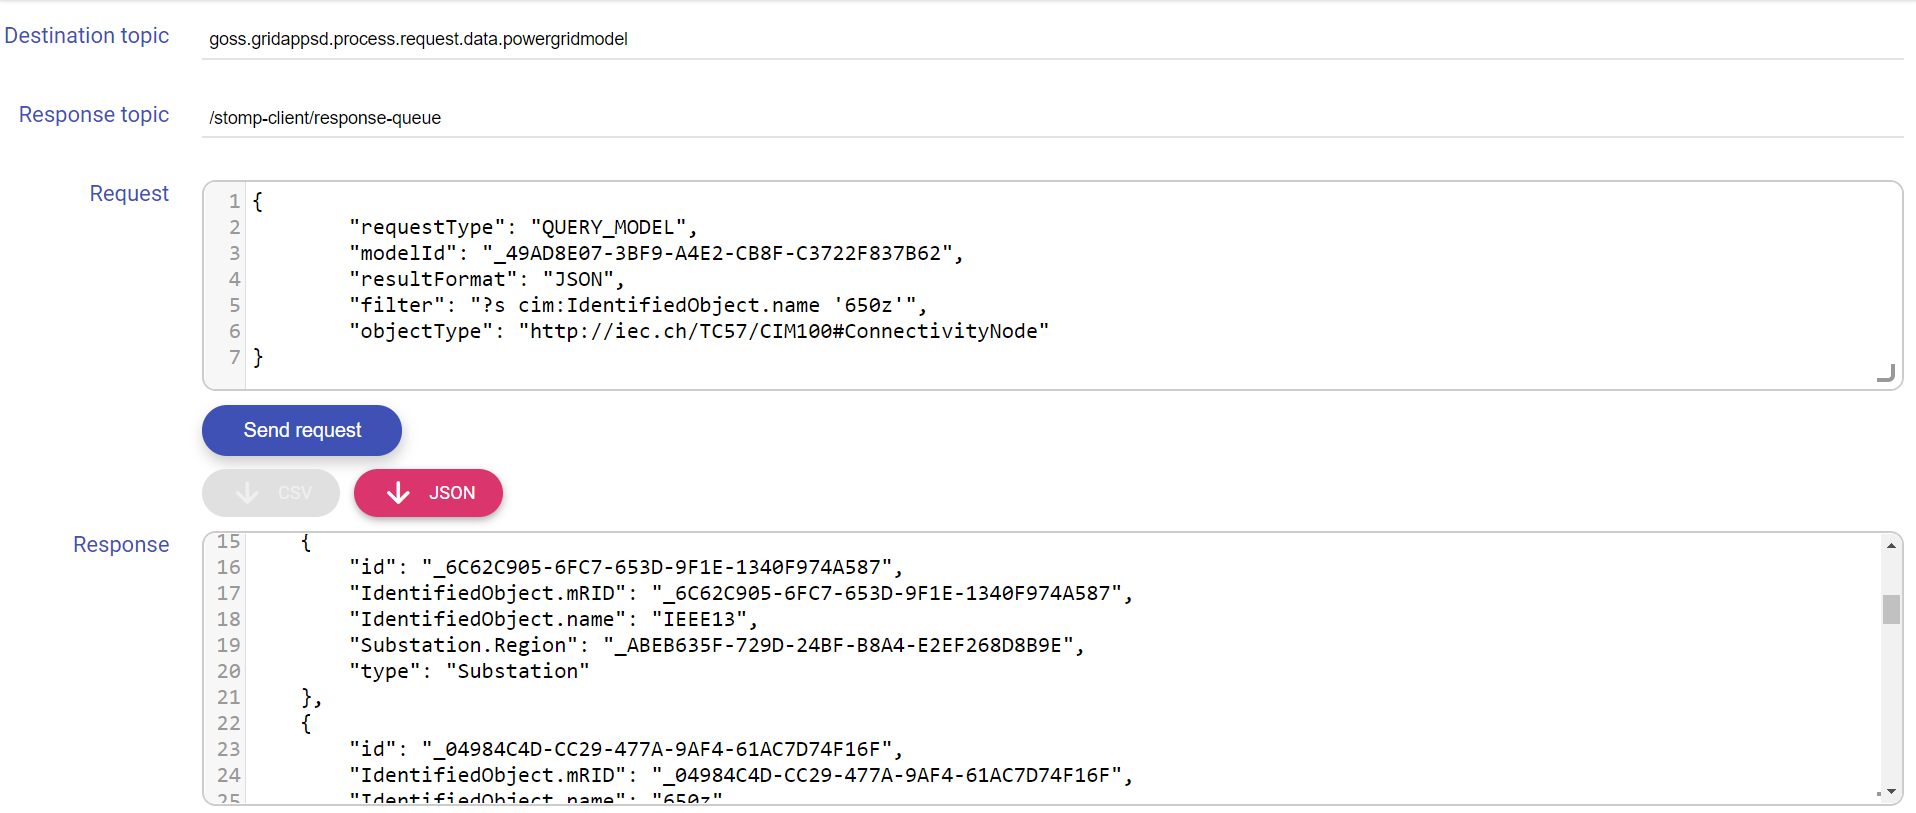 Destination topic
goss.gridappsd.process.request.data.powergridmodel
Response topic
/stomp-client/response-queue
Request
1 {
2 "requestType": "QUERY_MODEL",
3 "modelId": "_49AD8E07-3BF9-A4E2-CB8F-C3722F837B62",
4 "resultFormat": "JSON",
5 "filter": "?s cim:IdentifiedObject.name '650z'",
6 "objectType": "http://iec.ch/TC57/CIM100#ConnectivityNode"
7 }
Send request
CSV
JSON
Response
15 {
16 "id": "_6C62C905-6FC7-653D-9F1E-1340F974A587",
17 "IdentifiedObject.mRID": "_6C62C905-6FC7-653D-9F1E-1340F974A587",
18 "IdentifiedObject.name": "IEEE13",
19 "Substation.Region": "_ABEB635F-729D-24BF-B8A4-E2EF268D8B9E",
20 "type": "Substation"
21 },
22 {
23 "id": "_04984C4D-CC29-477A-9AF4-61AC7D74F16F",
24 "IdentifiedObject.mRID": "_04984C4D-CC29-477A-9AF4-61AC7D74F16F",
25 "IdentifiedObject.name": "650z"